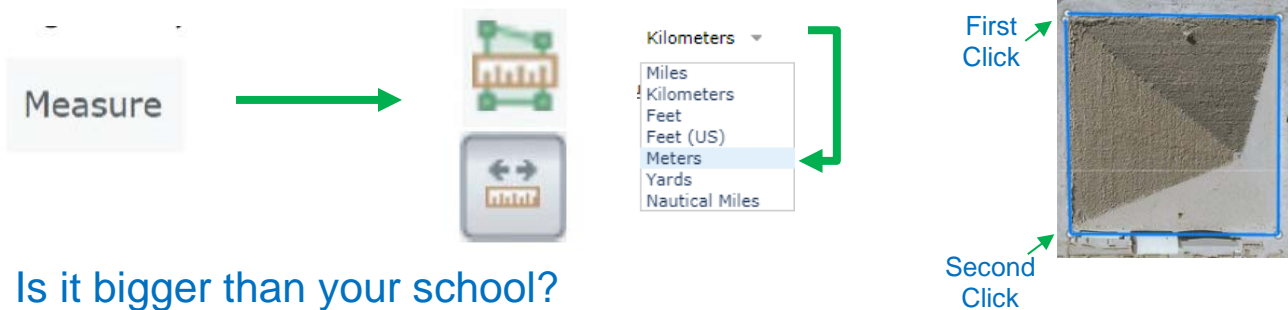 Measure
Kilometers
Miles
Kilometers
Feet
Feet (US)
Meters
Yards
Nautical Miles
First
Click
Second
Click
Is it bigger than your school?